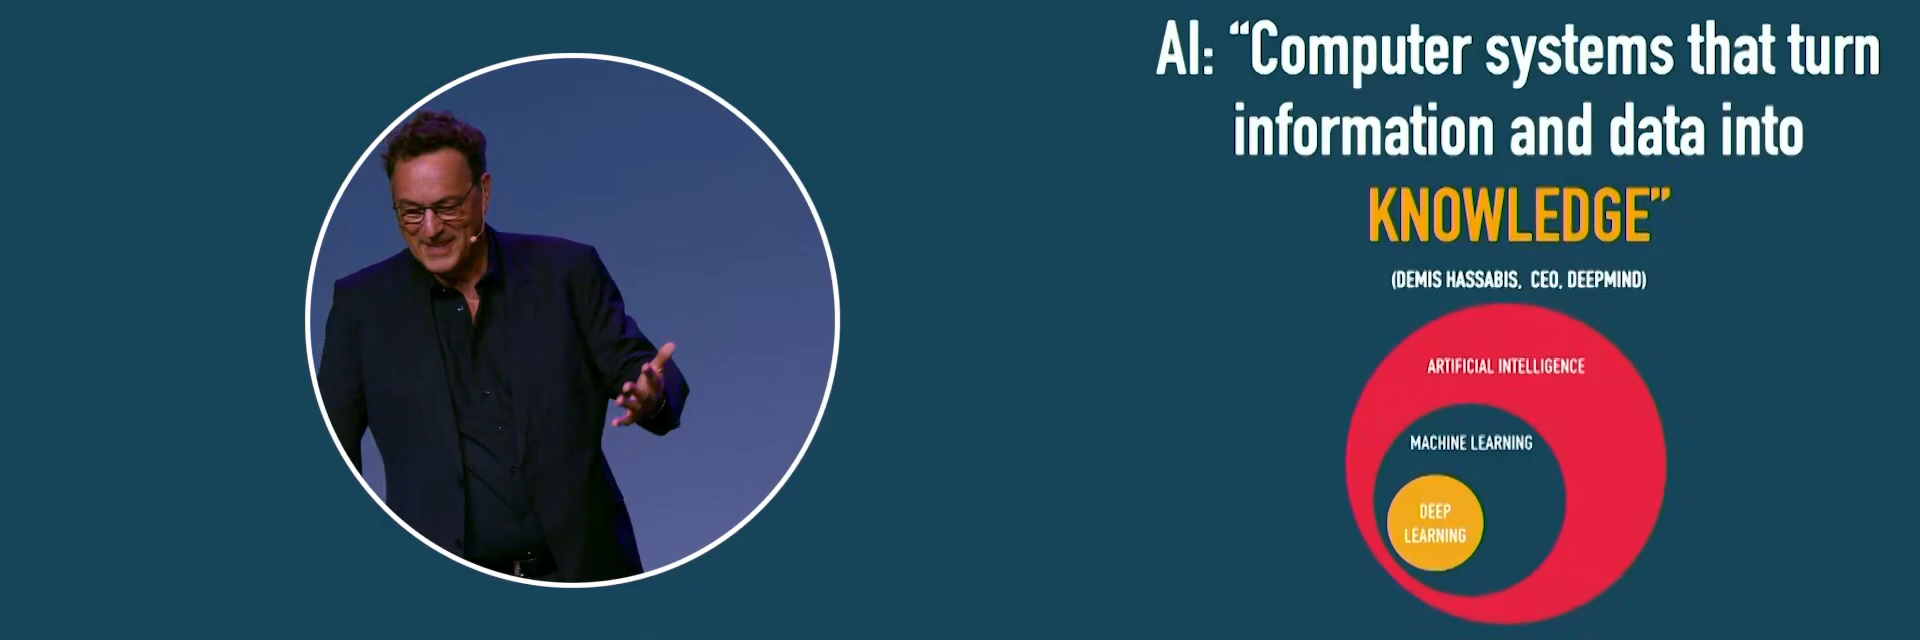 AI: “Computer systems that turn
information and data into
KNOWLEDGE”
(DEMIS HASSABIS, CEO, DEEPMIND)
ARTIFICIAL INTELLIGENCE
MACHINE LEARNING
DEEP
LEARNING